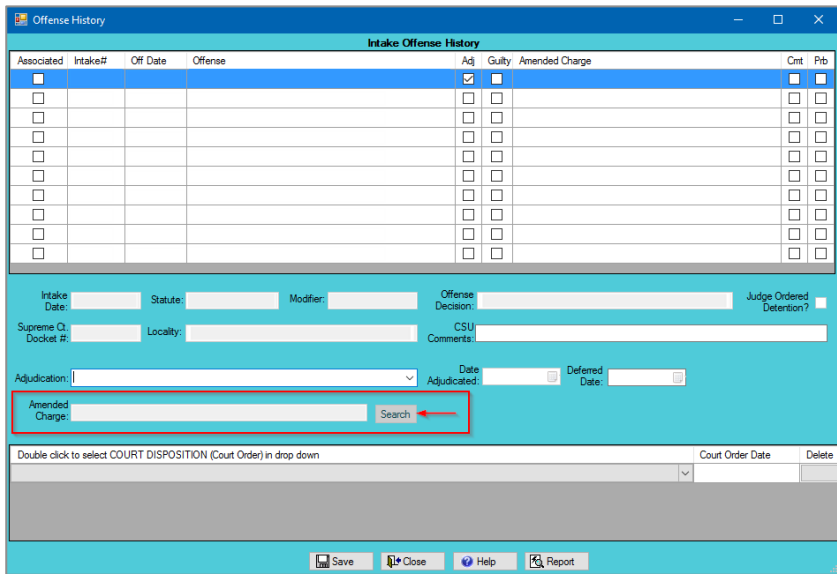 Offense History
Intake Offense History
Associated Intake# Off Date Offense Adj Guilty Amended Charge Cmt Prb
Intake Date: Statute: Modifier: Offense Decision: Judge Ordered Detention?
Supreme Ct. Docket #: Locality: CSU Comments:
Adjudication: Date Adjudicated: Deferred Date:
Amended Charge: Search
Double click to select COURT DISPOSITION (Court Order) in drop down Court Order Date Delete
Save Close Help Report